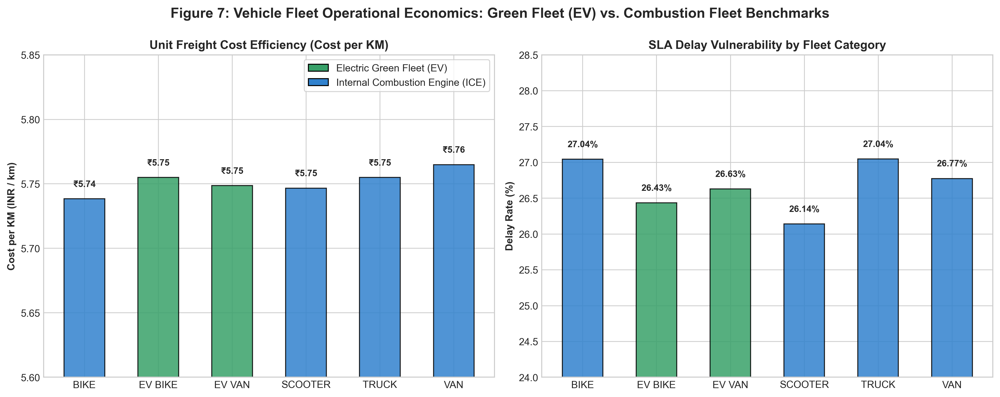 Figure 7: Vehicle Fleet Operational Economics: Green Fleet (EV) vs. Combustion Fleet Benchmarks
Unit Freight Cost Efficiency (Cost per KM)
Cost per KM (INR / km)
5.85
5.80
5.75
5.70
5.65
5.60
Electric Green Fleet (EV)
Internal Combustion Engine (ICE)
₹5.74
₹5.75
₹5.75
₹5.75
₹5.75
₹5.76
BIKE
EV BIKE
EV VAN
SCOOTER
TRUCK
VAN
SLA Delay Vulnerability by Fleet Category
Delay Rate (%)
28.5
28.0
27.5
27.0
26.5
26.0
25.5
25.0
24.5
24.0
27.04%
26.43%
26.63%
26.14%
27.04%
26.77%
BIKE
EV BIKE
EV VAN
SCOOTER
TRUCK
VAN